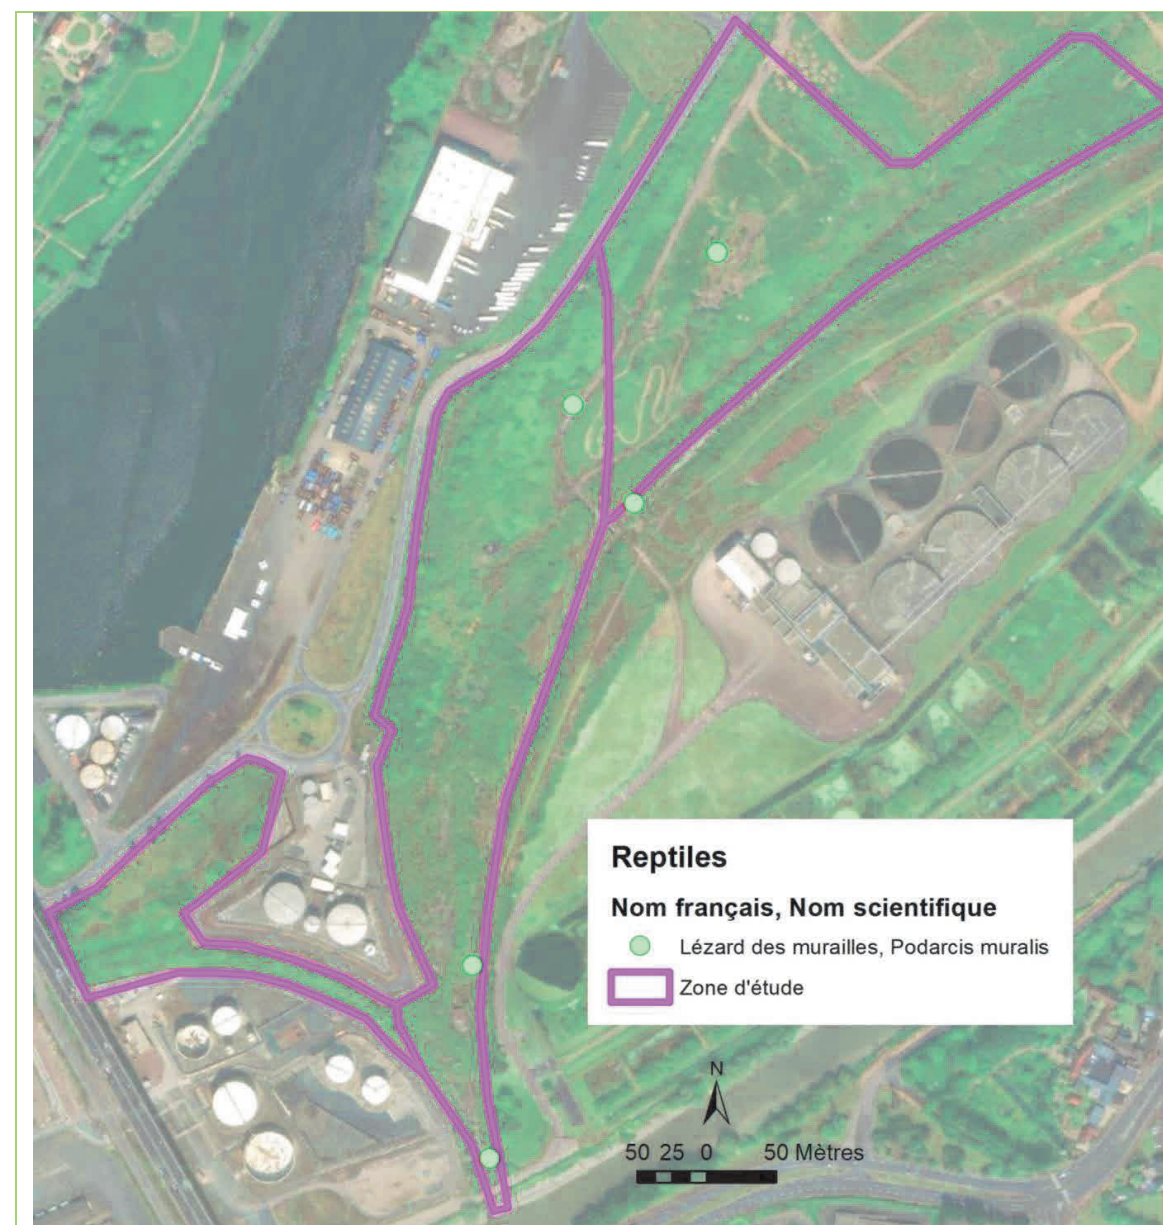 Reptiles
Nom français, Nom scientifique
Lézard des murailles, Podarcis muralis
Zone d'étude
N
50 25 0 50 Mètres